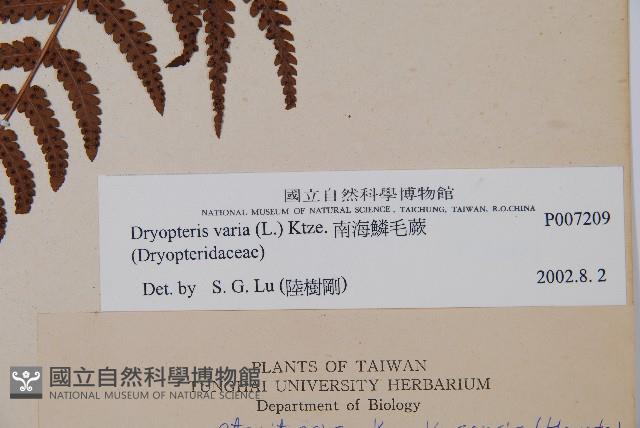 國立自然科學博物館
NATIONAL MUSEUM OF NATURAL SCIENCE, TAICHUNG, TAIWAN, R.O.CHINA
Dryopteris varia (L.) Ktze. 南海鱗毛蕨 P007209
(Dryopteridaceae)
Det. by S. G. Lu (陸樹剛) 2002.8.2
PLANTS OF TAIWAN
TUNGHAI UNIVERSITY HERBARIUM
Department of Biology
國立自然科學博物館
NATIONAL MUSEUM OF NATURAL SCIENCE